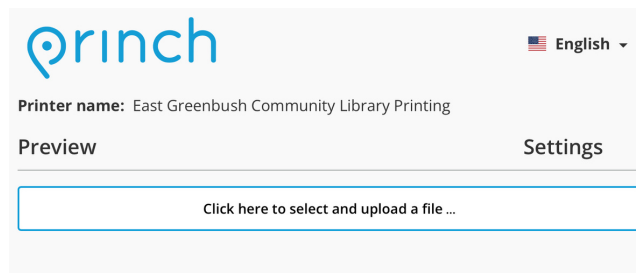 princh
English
Printer name: East Greenbush Community Library Printing
Preview
Settings
Click here to select and upload a file ...